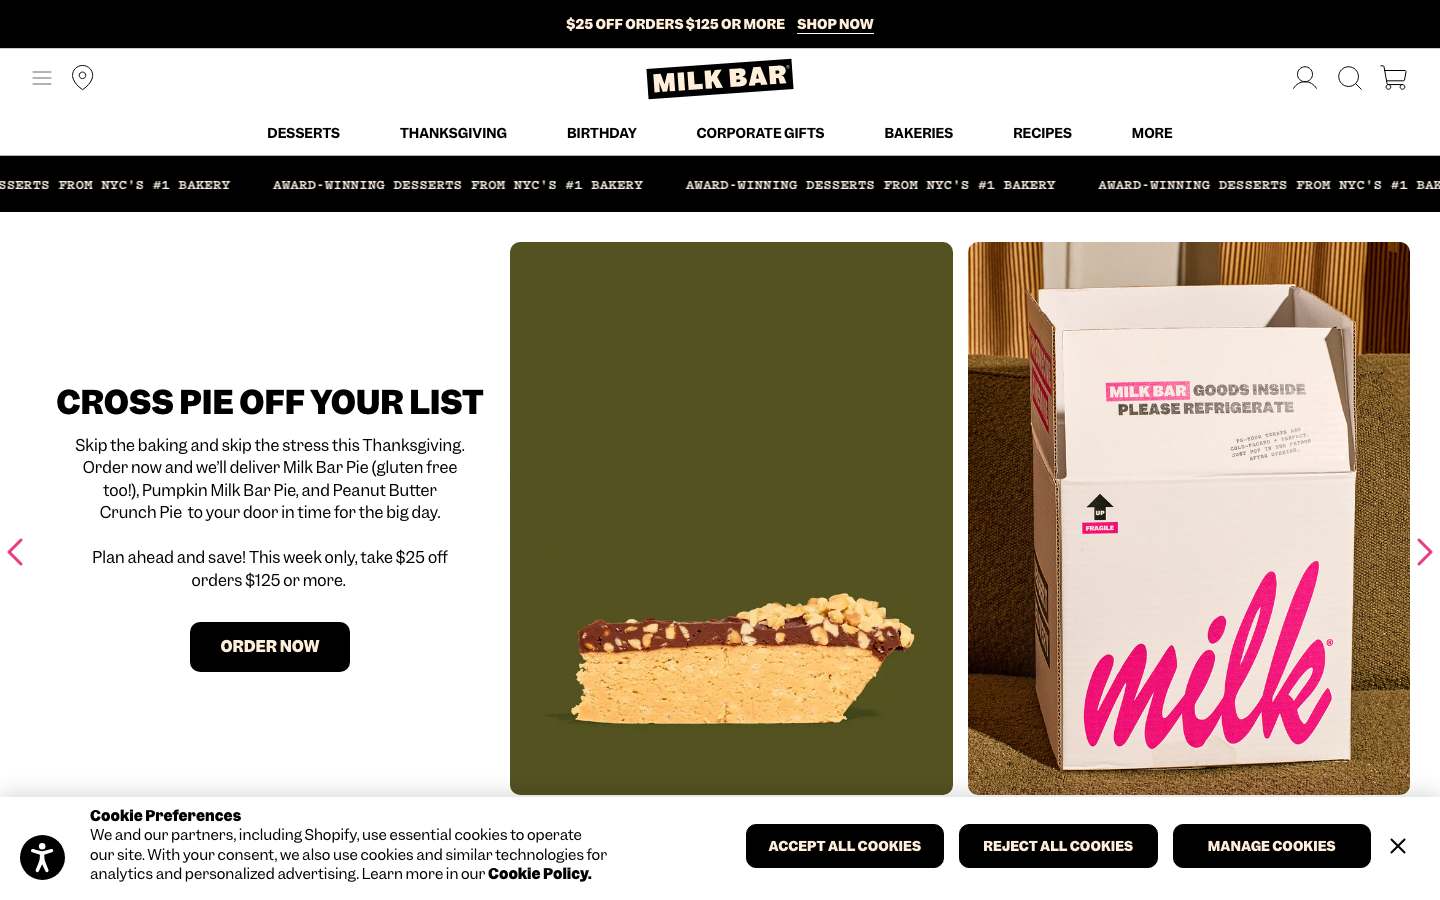 $25 OFF ORDERS $125 OR MORE SHOP NOW
MILK BAR
DESSERTS THANKSGIVING BIRTHDAY CORPORATE GIFTS BAKERIES RECIPES MORE
SSERTS FROM NYC'S #1 BAKERY AWARD-WINNING DESSERTS FROM NYC'S #1 BAKERY AWARD-WINNING DESSERTS FROM NYC'S #1 BAKERY AWARD-WINNING DESSERTS FROM NYC'S #1 BAK
CROSS PIE OFF YOUR LIST
Skip the baking and skip the stress this Thanksgiving.
Order now and we'll deliver Milk Bar Pie (gluten free
too!), Pumpkin Milk Bar Pie, and Peanut Butter
Crunch Pie to your door in time for the big day.
Plan ahead and save! This week only, take $25 off
orders $125 or more.
ORDER NOW
MILK BAR GOODS INSIDE
PLEASE REFRIGERATE
UP
FRAGILE
milk®
Cookie Preferences
We and our partners, including Shopify, use essential cookies to operate
our site. With your consent, we also use cookies and similar technologies for
analytics and personalized advertising. Learn more in our Cookie Policy.
ACCEPT ALL COOKIES REJECT ALL COOKIES MANAGE COOKIES